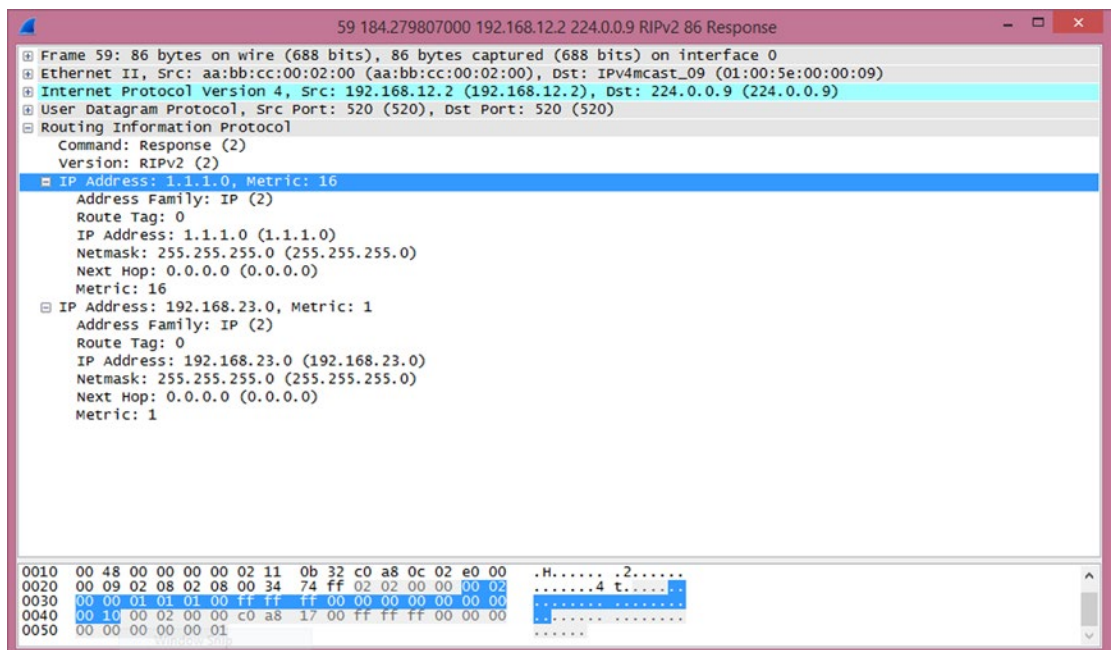 59 184.279807000 192.168.12.2 224.0.0.9 RIPv2 86 Response
Frame 59: 86 bytes on wire (688 bits), 86 bytes captured (688 bits) on interface 0
Ethernet II, Src: aa:bb:cc:00:02:00 (aa:bb:cc:00:02:00), Dst: IPv4mcast_09 (01:00:5e:00:00:09)
Internet Protocol Version 4, Src: 192.168.12.2 (192.168.12.2), Dst: 224.0.0.9 (224.0.0.9)
User Datagram Protocol, Src Port: 520 (520), Dst Port: 520 (520)
Routing Information Protocol
Command: Response (2)
Version: RIPv2 (2)
IP Address: 1.1.1.0, Metric: 16
Address Family: IP (2)
Route Tag: 0
IP Address: 1.1.1.0 (1.1.1.0)
Netmask: 255.255.255.0 (255.255.255.0)
Next Hop: 0.0.0.0 (0.0.0.0)
Metric: 16
IP Address: 192.168.23.0, Metric: 1
Address Family: IP (2)
Route Tag: 0
IP Address: 192.168.23.0 (192.168.23.0)
Netmask: 255.255.255.0 (255.255.255.0)
Next Hop: 0.0.0.0 (0.0.0.0)
Metric: 1
0010 00 48 00 00 00 00 02 11 0b 32 c0 a8 0c 02 e0 00 .H...... .2......
0020 00 09 02 08 02 08 00 34 74 ff 02 02 00 00 00 02 .......4 t.......
0030 00 00 01 01 01 00 ff ff ff 00 00 00 00 00 00 00 ........ ........
0040 00 10 00 02 00 00 c0 a8 17 00 ff ff ff 00 00 00 ........ ........
0050 00 00 00 00 00 01 ......
Window Snip